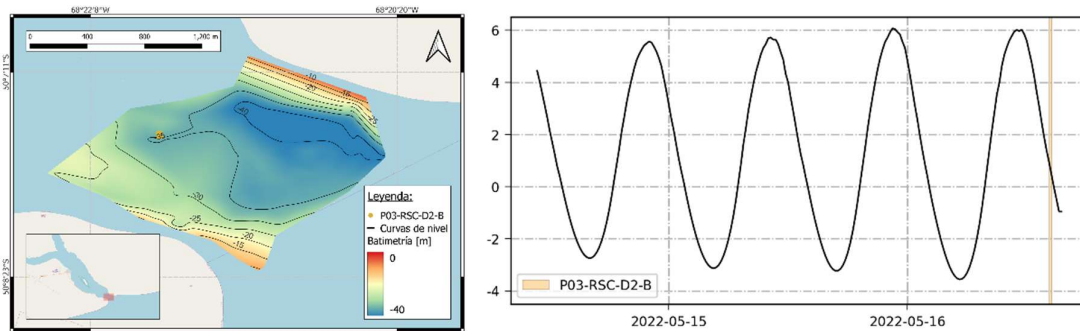 68°22'8"W
68°20'20"W
0
400
800
1,200 m
50°7'11"S
50°8'23"S
-10
-15
-20
-25
-40
-30
-25
-20
-15
Leyenda:
P03-RSC-D2-B
Curvas de nivel
Batimetría [m]
0
-40
6
4
2
0
-2
-4
P03-RSC-D2-B
2022-05-15
2022-05-16